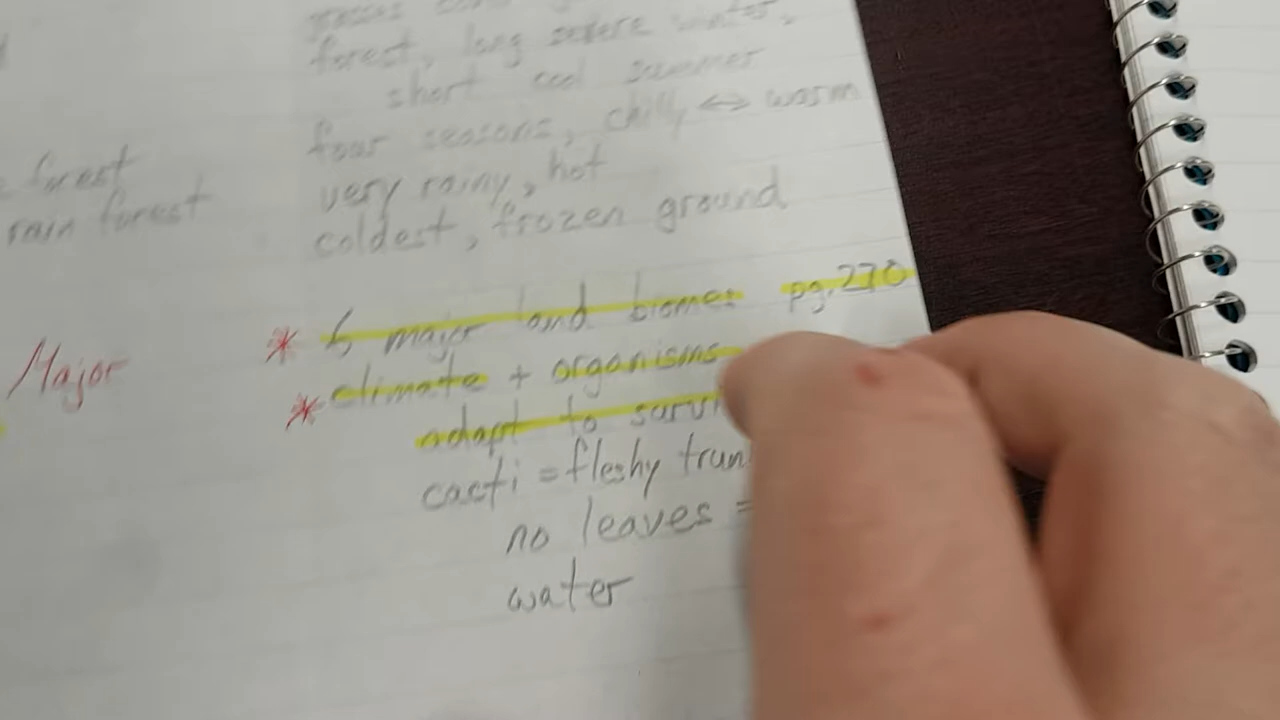 forest, long severe winter,
short cool summer
four seasons, chilly ↔ warm
forest
very rainy, hot
rain forest
coldest, frozen ground
* 6 major land biomes pg. 270
Major
* climate + organisms
adapt to survi
cacti = fleshy trun
no leaves =
water